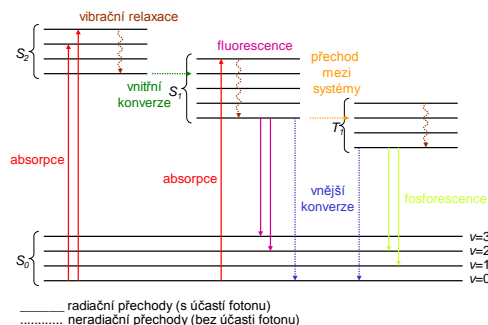 vibrační relaxace
S2
fluorescence
přechod
mezi
systémy
S1
vnitřní
konverze
T1
absorpce
absorpce
vnější
konverze
fosforescence
S0
v=3
v=2
v=1
v=0
______ radiační přechody (s účastí fotonu)
........... neradiační přechody (bez účasti fotonu)